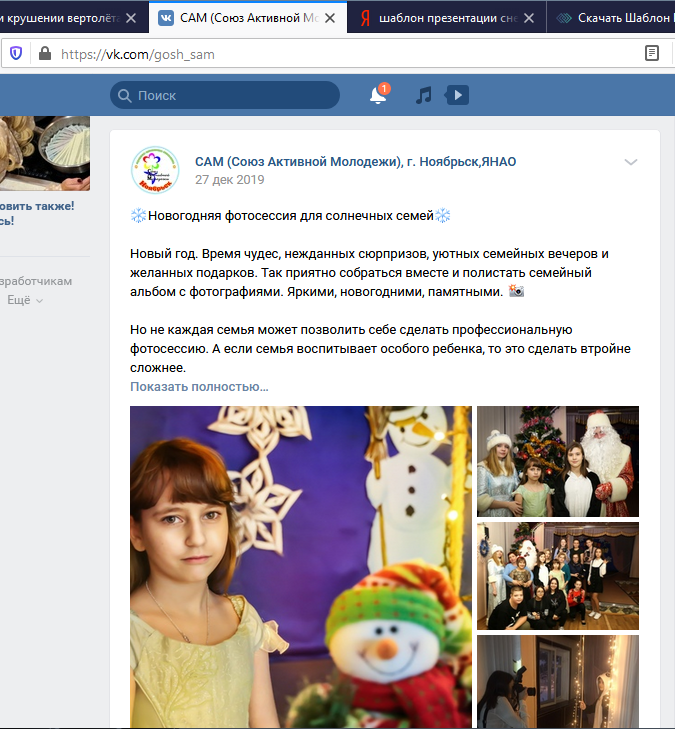 и крушении вертолёта
САМ (Союз Активной Мо
шаблон презентации сне
Скачать Шаблон
https://vk.com/gosh_sam
Поиск
1
овить также!
сь!
зработчикам
Ещё
Ноябрьск
САМ (Союз Активной Молодежи), г. Ноябрьск,ЯНАО
27 дек 2019
Новогодняя фотосессия для солнечных семей
Новый год. Время чудес, нежданных сюрпризов, уютных семейных вечеров и
желанных подарков. Так приятно собраться вместе и полистать семейный
альбом с фотографиями. Яркими, новогодними, памятными.
Но не каждая семья может позволить себе сделать профессиональную
фотосессию. А если семья воспитывает особого ребенка, то это сделать втройне
сложнее.
Показать полностью...